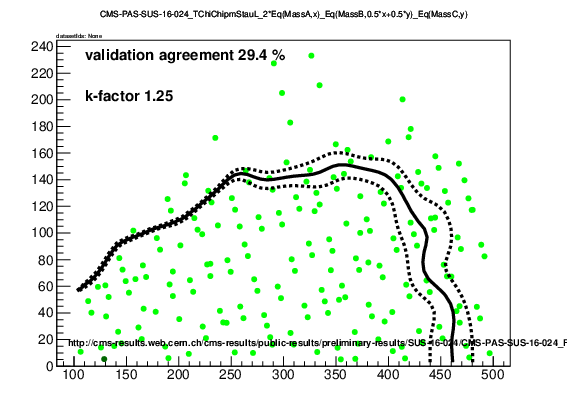 CMS-PAS-SUS-16-024_TChiChipmStauL_2*Eq(MassA,x)_Eq(MassB,0.5*x+0.5*y)_Eq(MassC,y)
datasetIds: None
validation agreement 29.4 %
k-factor 1.25
240
220
200
180
160
140
120
100
80
60
40
20
0
http://cms-results.web.cern.ch/cms-results/public-results/preliminary-results/SUS-16-024/CMS-PAS-SUS-16-024_F
100 150 200 250 300 350 400 450 500